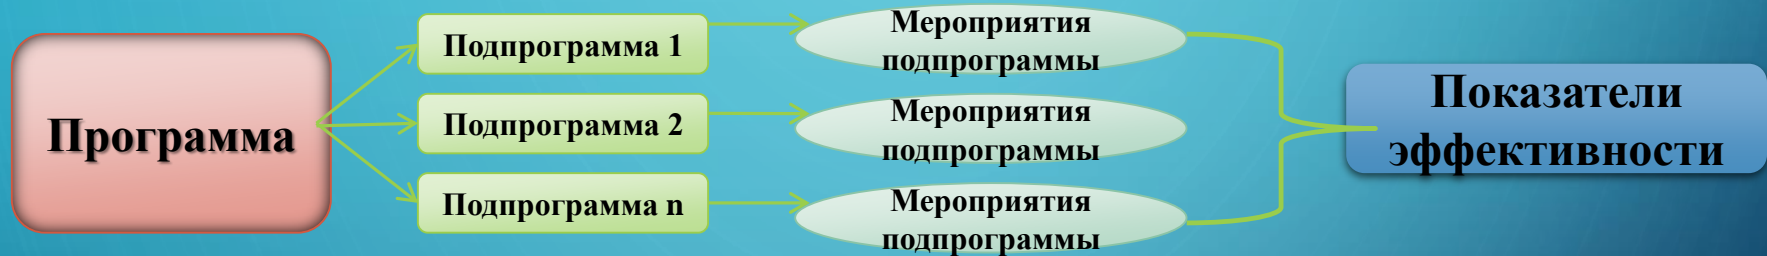 Программа
Подпрограмма 1
Мероприятия
подпрограммы
Подпрограмма 2
Мероприятия
подпрограммы
Подпрограмма n
Мероприятия
подпрограммы
Показатели
эффективности